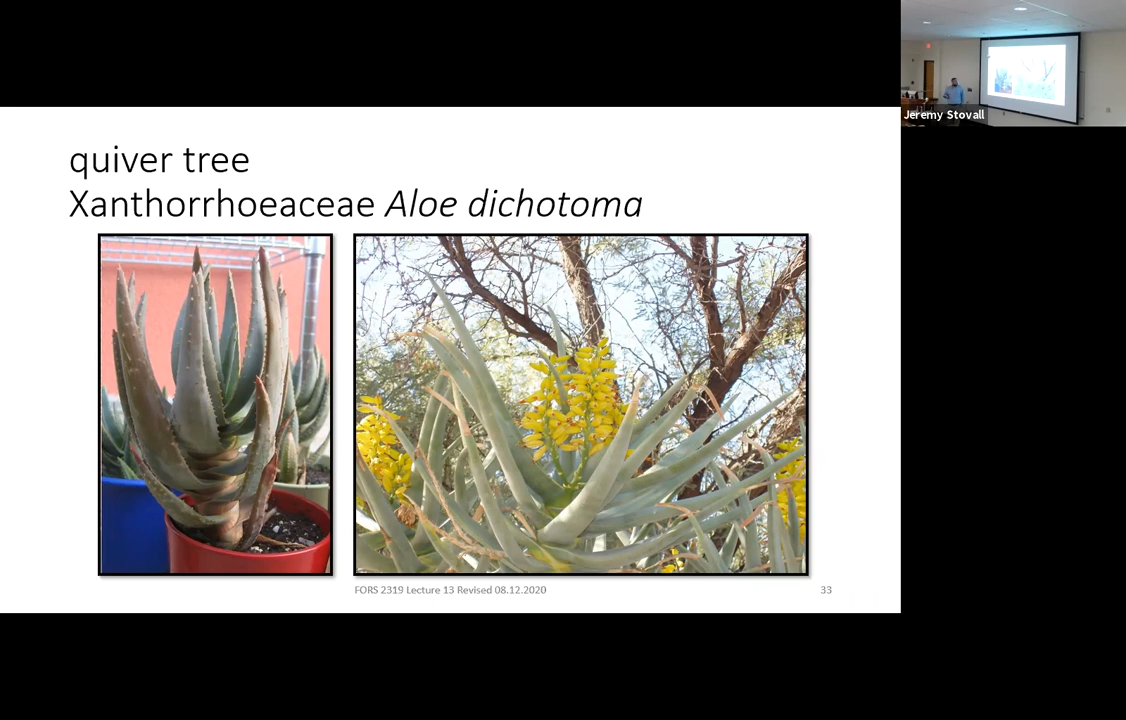 Jeremy Stovall
quiver tree
Xanthorrhoeaceae Aloe dichotoma
FORS 2319 Lecture 13 Revised 08.12.2020
33